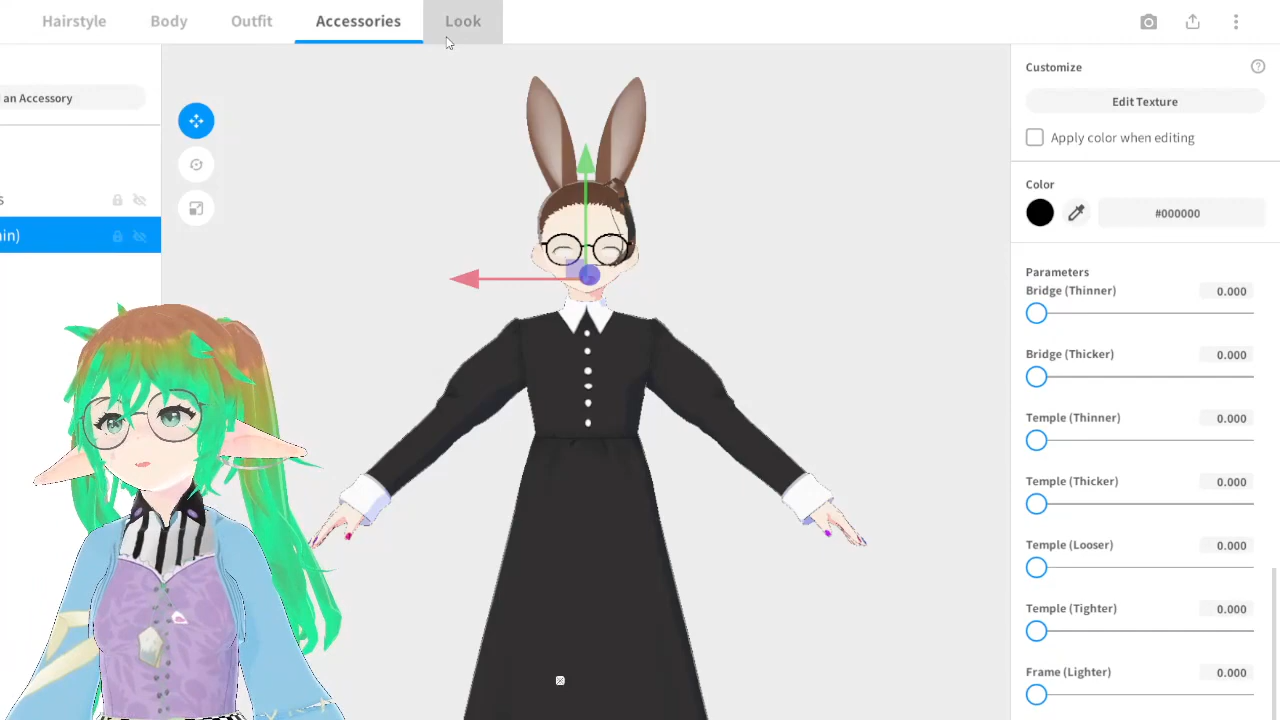 Hairstyle
Body
Outfit
Accessories
Look
an Accessory
s
ain)
Customize
Edit Texture
Apply color when editing
Color
#000000
Parameters
Bridge (Thinner) 0.000
Bridge (Thicker) 0.000
Temple (Thinner) 0.000
Temple (Thicker) 0.000
Temple (Looser) 0.000
Temple (Tighter) 0.000
Frame (Lighter) 0.000